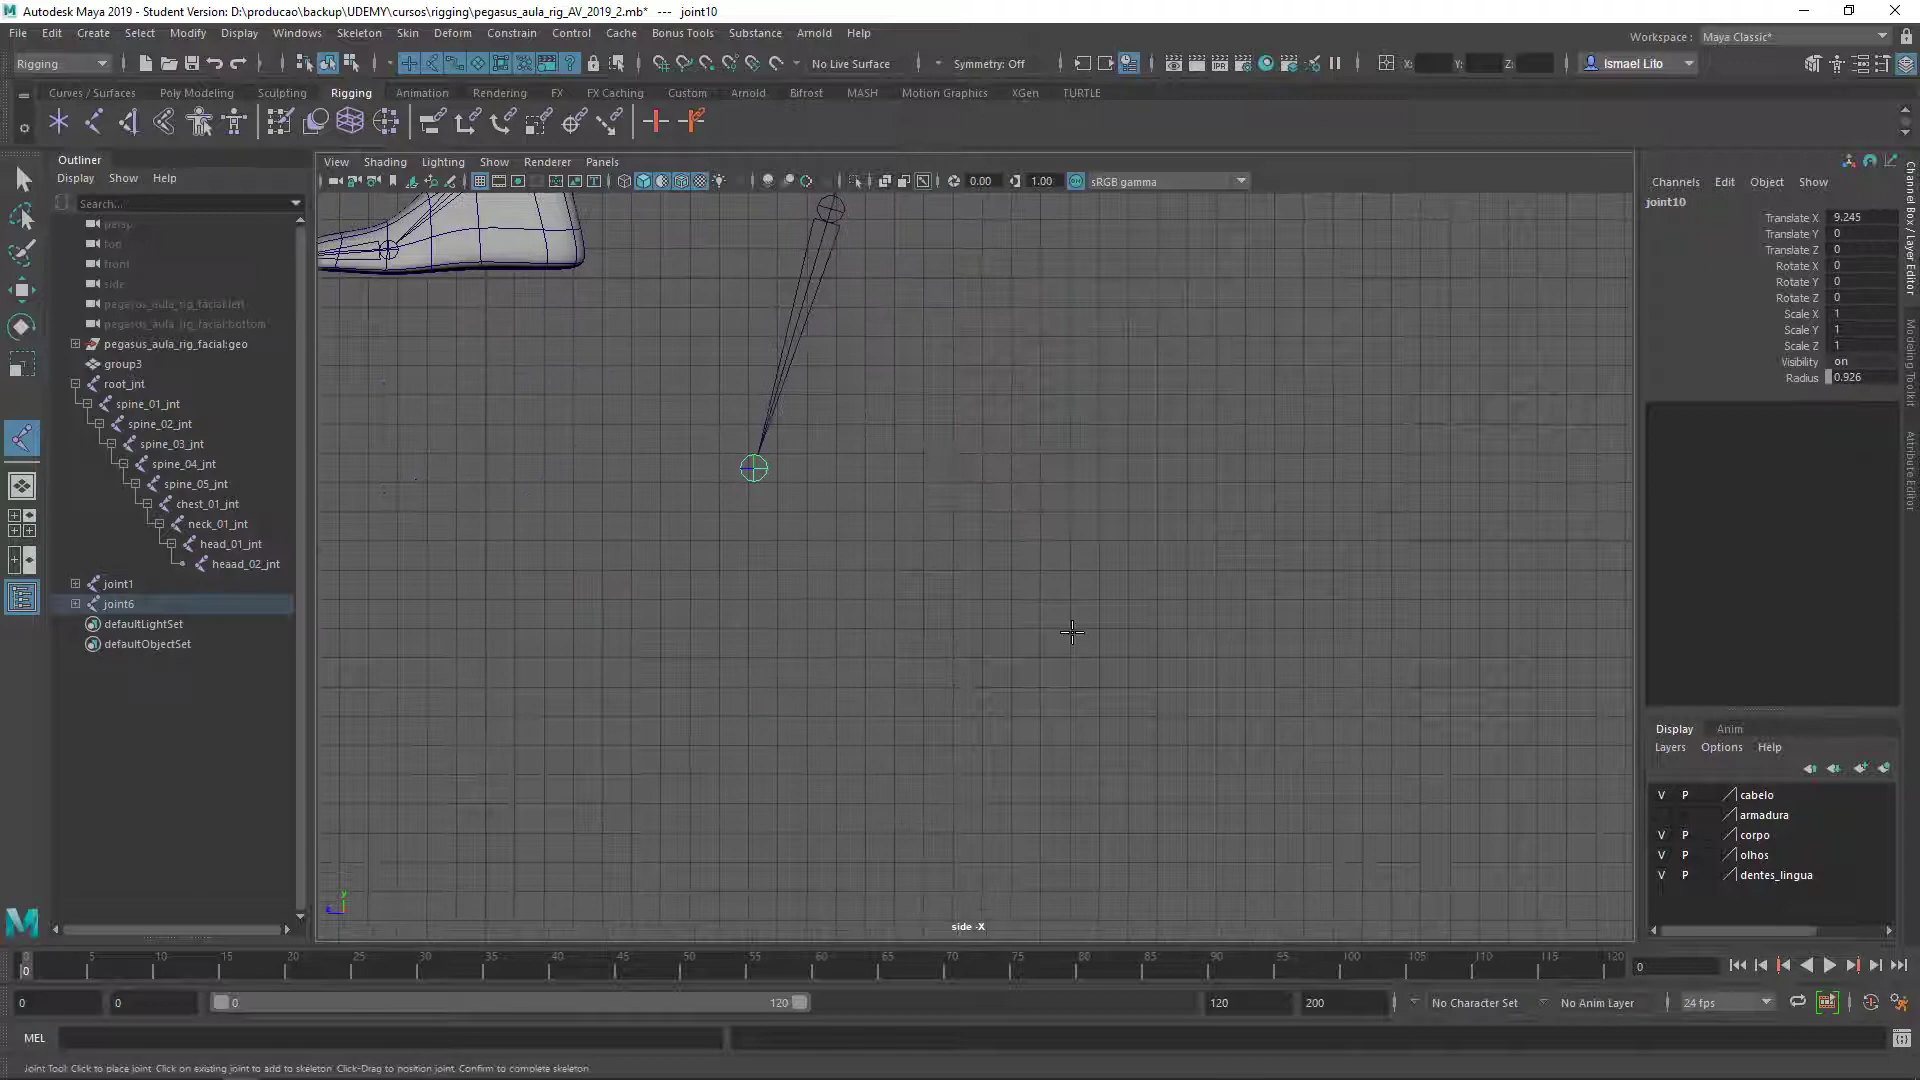 Autodesk Maya 2019 - Student Version: D:\producao\backup\UDEMY\cursos\rigging\pegasus_aula_rig_AV_2019_2.mb* --- joint10
File Edit Create Select Modify Display Windows Skeleton Skin Deform Constrain Control Cache Bonus Tools Substance Arnold Help
Workspace: Maya Classic*
Rigging No Live Surface Symmetry: Off X: Y: Z: Ismael Lito
Curves / Surfaces Poly Modeling Sculpting Rigging Animation Rendering FX FX Caching Custom Arnold Bifrost MASH Motion Graphics XGen TURTLE
Outliner
Display Show Help
Search...
persp
top
front
side
pegasus_aula_rig_facial:left
pegasus_aula_rig_facial:bottom
pegasus_aula_rig_facial:geo
group3
root_jnt
spine_01_jnt
spine_02_jnt
spine_03_jnt
spine_04_jnt
spine_05_jnt
chest_01_jnt
neck_01_jnt
head_01_jnt
heaad_02_jnt
joint1
joint6
defaultLightSet
defaultObjectSet
View Shading Lighting Show Renderer Panels
0.00 1.00 sRGB gamma
side -X
Channels Edit Object Show
joint10
Translate X 9.245
Translate Y 0
Translate Z 0
Rotate X 0
Rotate Y 0
Rotate Z 0
Scale X 1
Scale Y 1
Scale Z 1
Visibility on
Radius 0.926
Channel Box / Layer Editor
Modeling Toolkit
Attribute Editor
Display Anim
Layers Options Help
V P cabelo
armadura
V P corpo
V P olhos
V P dentes_lingua
0 5 10 15 20 25 30 35 40 45 50 55 60 65 70 75 80 85 90 95 100 105 110 115 120
0 0
0 0 0 120 120 200 No Character Set No Anim Layer 24 fps
MEL
Joint Tool: Click to place joint. Click on existing joint to add to skeleton. Click-Drag to position joint. Confirm to complete skeleton.